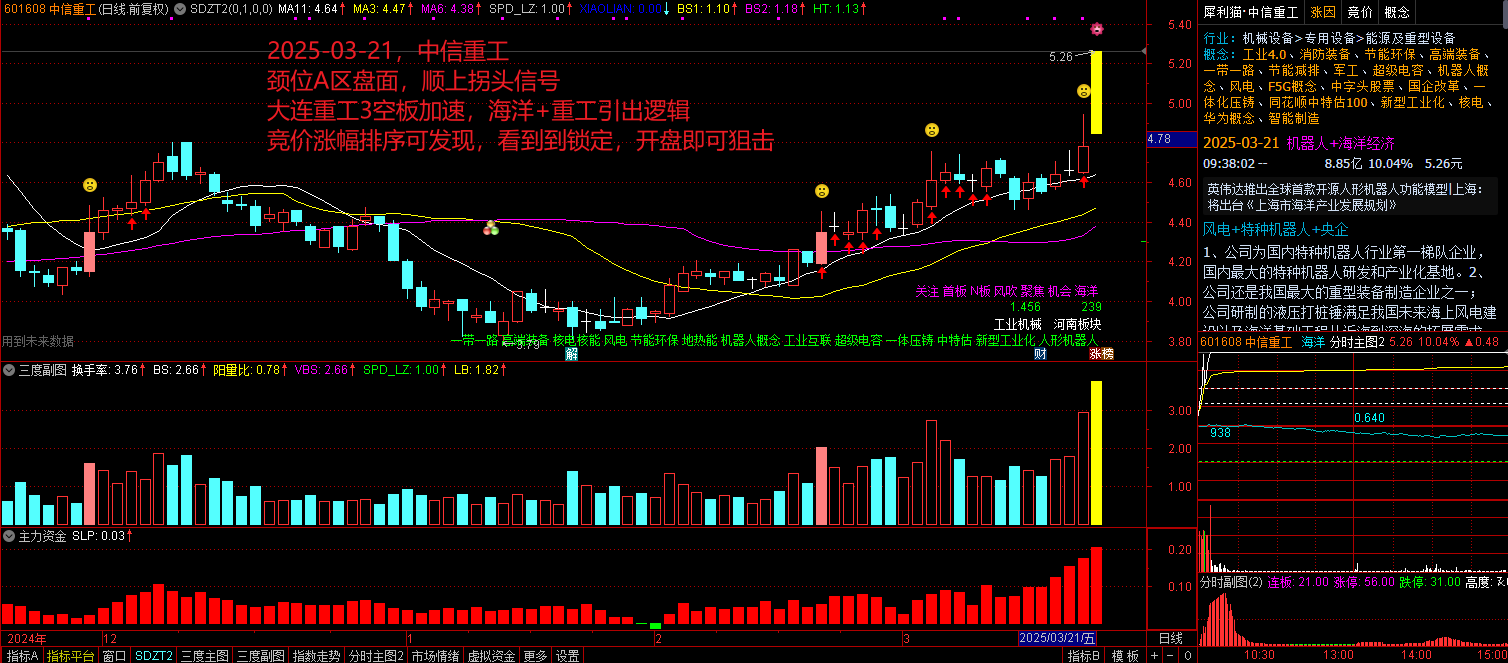 601608 中信重工(日线.前复权) SDZT2(0,1,0,0) MA11: 4.64↑ MA3: 4.47↑ MA6: 4.38↑ SPD_LZ: 1.00↑ XIAOLIAN: 0.00↓ BS1: 1.10↑ BS2: 1.18↑ HT: 1.13↑
2025-03-21，中信重工
颈位A区盘面，顺上拐头信号
大连重工3空板加速，海洋+重工引出逻辑
竞价涨幅排序可发现，看到到锁定，开盘即可狙击
5.26
5.40
5.20
5.00
4.78
4.60
4.40
4.20
4.00
3.80
关注 首板 N板 风吹 聚焦 机会 海洋
1.456 239
工业机械 河南板块
用到未来数据
一带一路 高端装备 核电核能 风电 节能环保 地热能 机器人概念 工业互联 超级电容 一体压铸 中特估 新型工业化 人形机器人
3.79
解 财 涨榜
三度副图 换手率: 3.76↑ BS: 2.66↑ 阳量比: 0.78↑ VBS: 2.66↑ SPD_LZ: 1.00↑ LB: 1.82↑
3.00
2.00
1.00
主力资金 SLP: 0.03↑
0.20
0.10
2024年 12 1 2 3 2025/03/21/五 日线
指标A 指标平台 窗口 SDZT2 三度主图 三度副图 指数走势 分时主图2 市场情绪 虚拟资金 更多 设置 指标B 模板 + − 0
犀利猫·中信重工 涨因 竞价 概念
行业: 机械设备>专用设备>能源及重型设备
概念: 工业4.0、消防装备、节能环保、高端装备、
一带一路、节能减排、军工、超级电容、机器人概
念、风电、F5G概念、中字头股票、国企改革、一
体化压铸、同花顺中特估100、新型工业化、核电、
华为概念、智能制造
2025-03-21 机器人+海洋经济
09:38:02 -- 8.85亿 10.04% 5.26元
英伟达推出全球首款开源人形机器人功能模型|上海:
将出台《上海市海洋产业发展规划》
风电+特种机器人+央企
1、公司为国内特种机器人行业第一梯队企业，
国内最大的特种机器人研发和产业化基地。2、
公司还是我国最大的重型装备制造企业之一；
公司研制的液压打桩锤满足我国未来海上风电建
601608 中信重工 海洋 分时主图2 5.26 10.04% ▲0.48
0.640
938
分时副图(2) 连板: 21.00 涨停: 56.00 跌停: 31.00 高度:
10:30 13:00 14:00 15:00